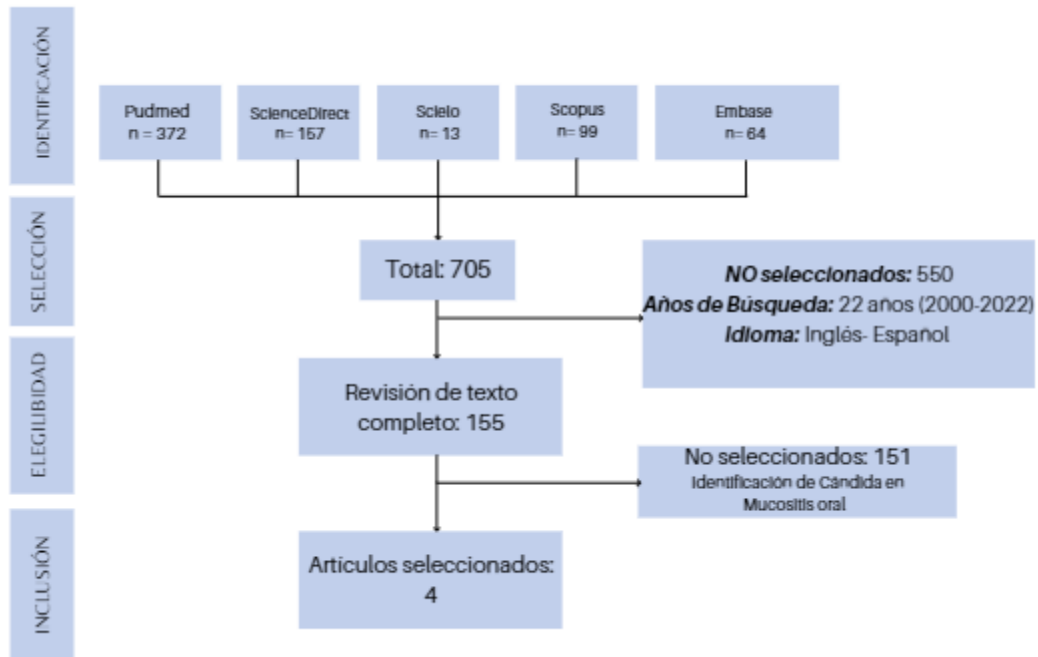 IDENTIFICACIÓN
Pudmed
n = 372
ScienceDirect
n= 157
Scielo
n= 13
Scopus
n= 99
Embase
n= 64
SELECCIÓN
Total: 705
NO seleccionados: 550
Años de Búsqueda: 22 años (2000-2022)
Idioma: Inglés- Español
ELEGILIBIDAD
Revisión de texto
completo: 155
No seleccionados: 151
Identificación de Cándida en
Mucositis oral
INCLUSIÓN
Articulos seleccionados:
4